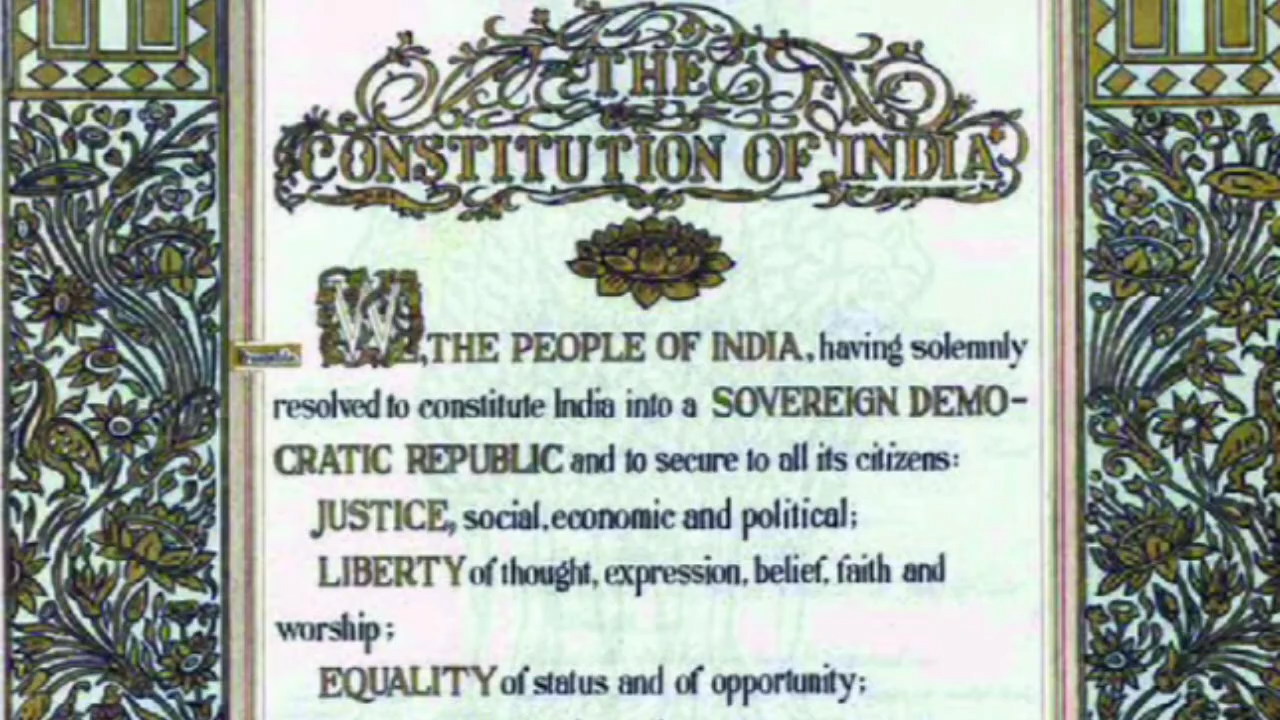 THE
CONSTITUTION OF INDIA
WE, THE PEOPLE OF INDIA, having solemnly
resolved to constitute India into a SOVEREIGN DEMO-
CRATIC REPUBLIC and to secure to all its citizens:
JUSTICE, social, economic and political;
LIBERTY of thought, expression, belief, faith and
worship;
EQUALITY of status and of opportunity;